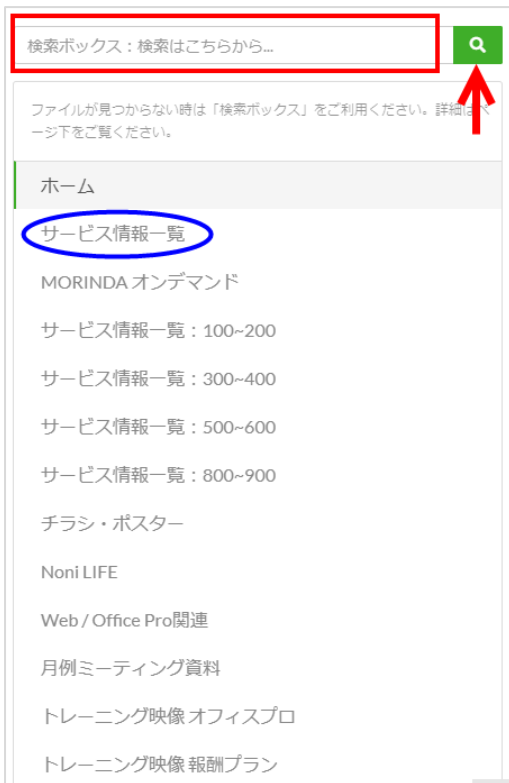 検索ボックス：検索はこちらから...
ファイルが見つからない時は「検索ボックス」をご利用ください。詳細はペ
ージ下をご覧ください。
ホーム
サービス情報一覧
MORINDA オンデマンド
サービス情報一覧：100~200
サービス情報一覧：300~400
サービス情報一覧：500~600
サービス情報一覧：800~900
チラシ・ポスター
Noni LIFE
Web / Office Pro関連
月例ミーティング資料
トレーニング映像 オフィスプロ
トレーニング映像 報酬プラン